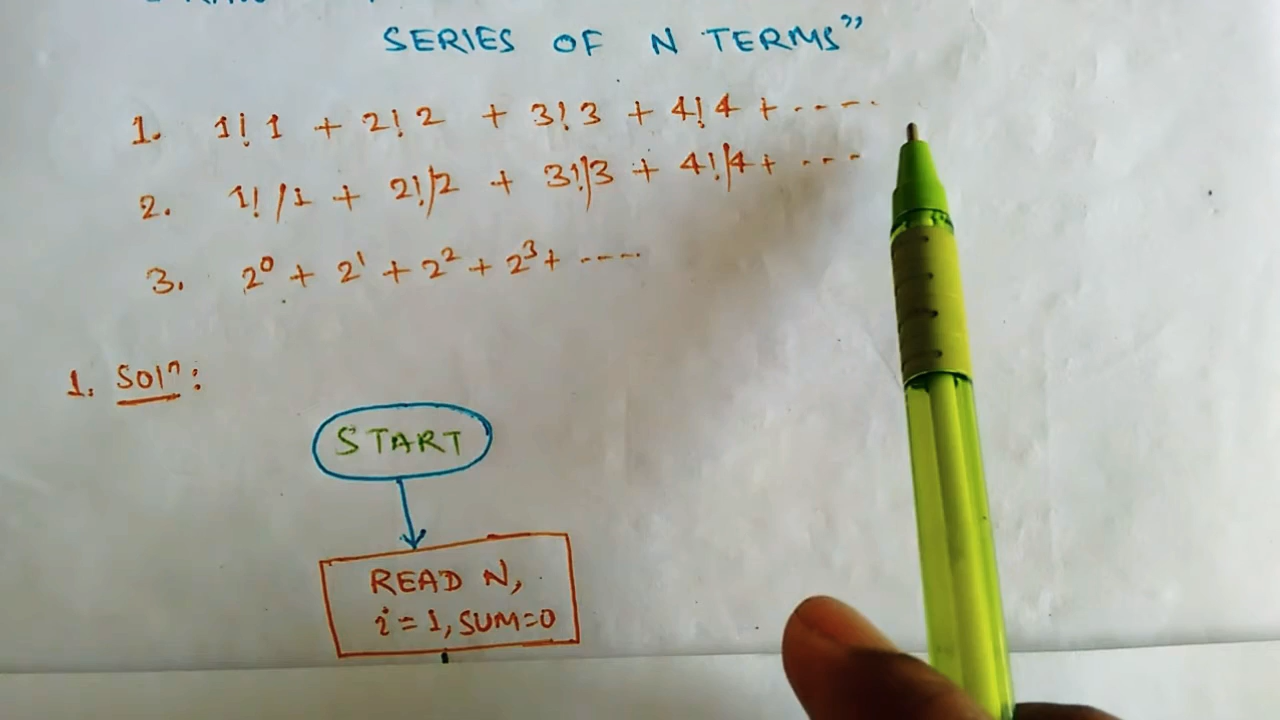 SERIES OF N TERMS”
1. 1! 1 + 2! 2 + 3! 3 + 4! 4 + -----
2. 1! /1 + 2!/2 + 3!/3 + 4!/4 + ---
3. 2⁰ + 2¹ + 2² + 2³ + ----
1. Solⁿ:
START
READ N,
i = 1, SUM=0